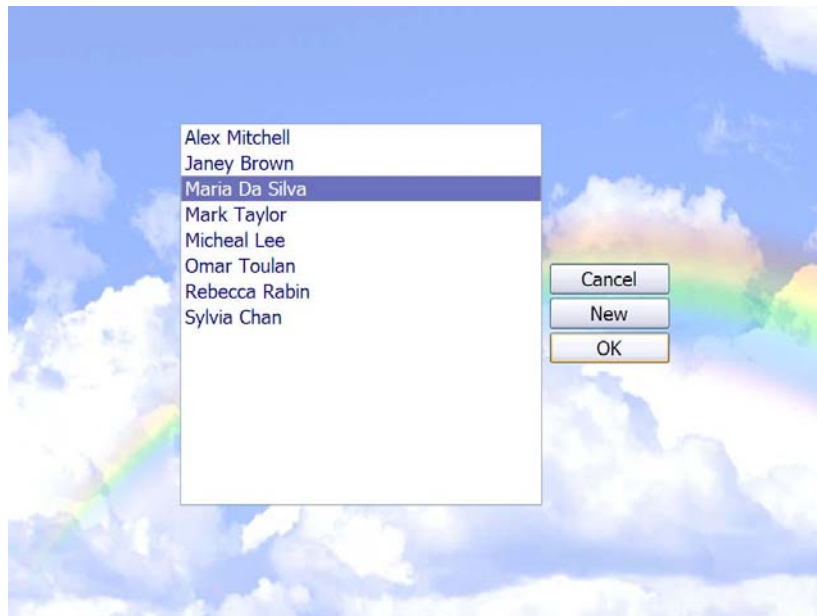 Alex Mitchell
Janey Brown
Maria Da Silva
Mark Taylor
Micheal Lee
Omar Toulan
Rebecca Rabin
Sylvia Chan
Cancel
New
OK